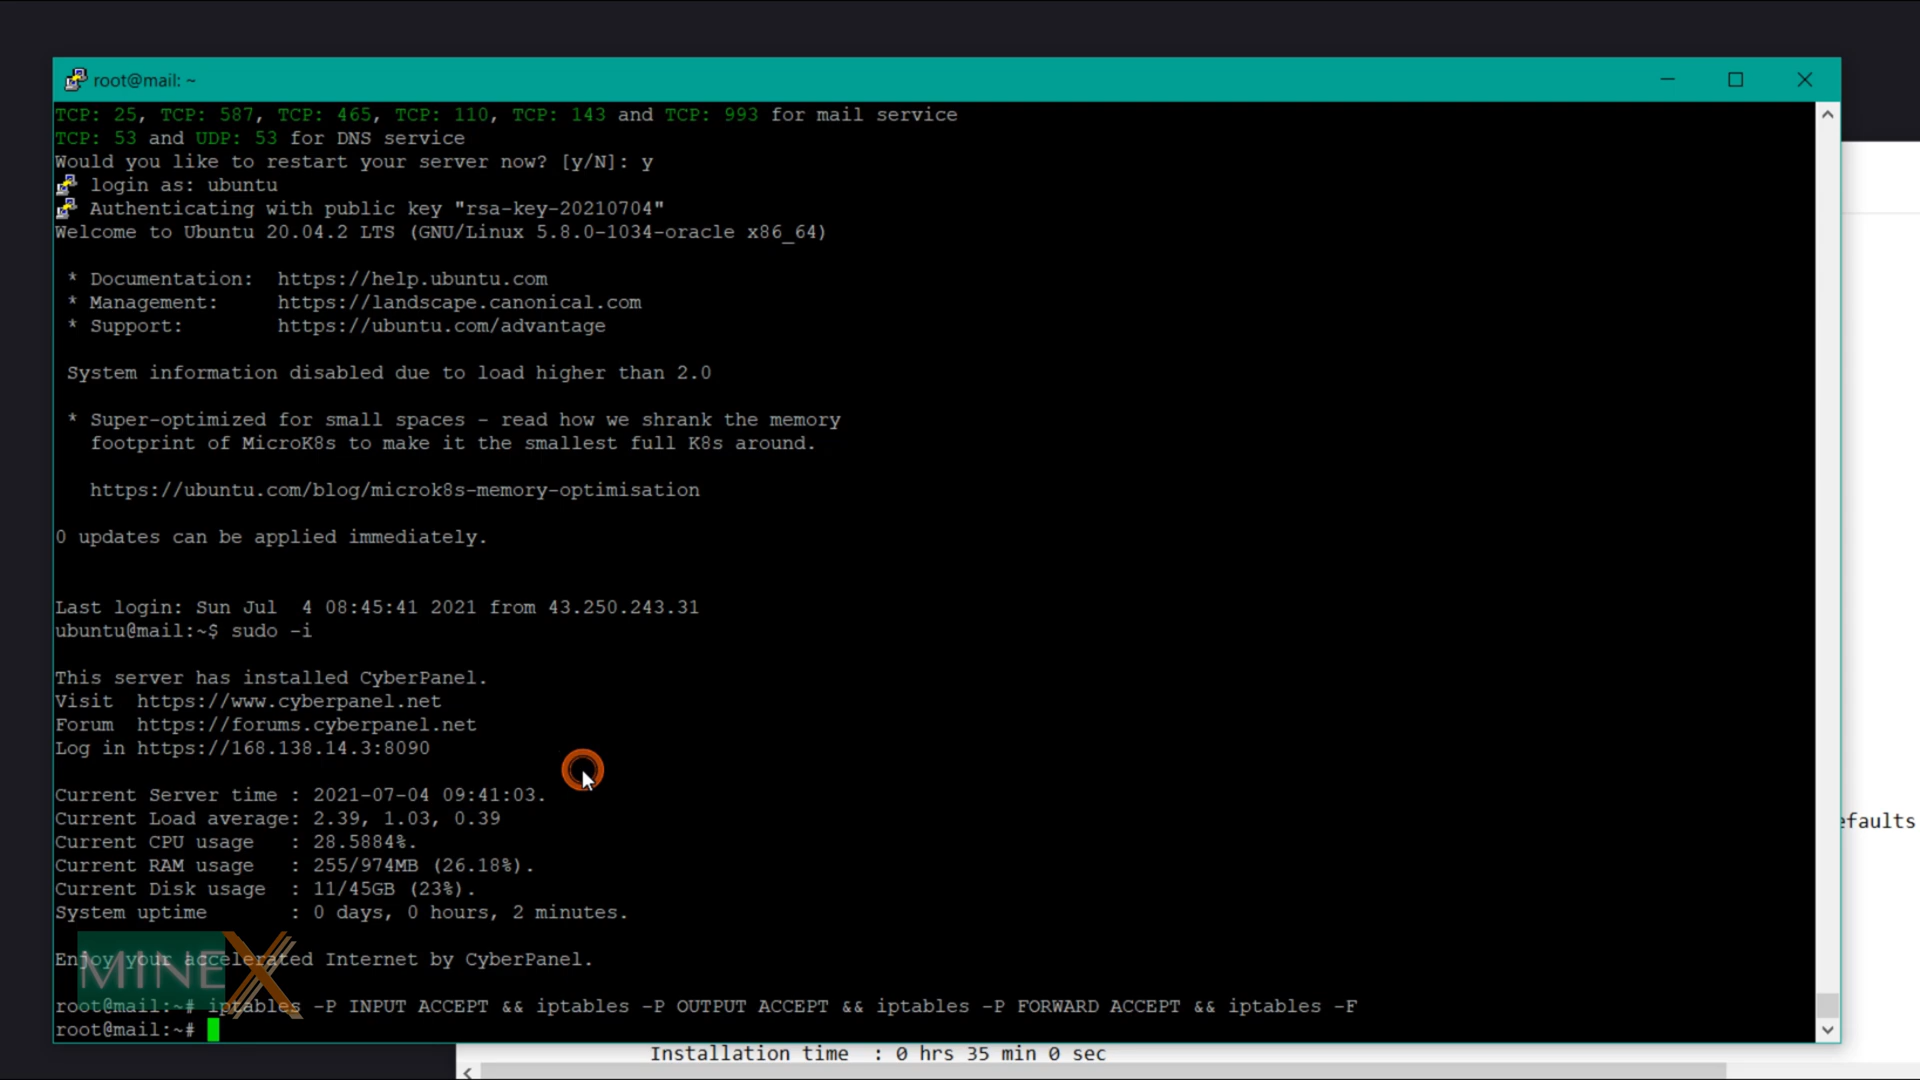 root@mail: ~
TCP: 25, TCP: 587, TCP: 465, TCP: 110, TCP: 143 and TCP: 993 for mail service
TCP: 53 and UDP: 53 for DNS service
Would you like to restart your server now? [y/N]: y
login as: ubuntu
Authenticating with public key "rsa-key-20210704"
Welcome to Ubuntu 20.04.2 LTS (GNU/Linux 5.8.0-1034-oracle x86_64)
* Documentation:  https://help.ubuntu.com
* Management:     https://landscape.canonical.com
* Support:        https://ubuntu.com/advantage
System information disabled due to load higher than 2.0
* Super-optimized for small spaces - read how we shrank the memory
footprint of MicroK8s to make it the smallest full K8s around.
https://ubuntu.com/blog/microk8s-memory-optimisation
0 updates can be applied immediately.
Last login: Sun Jul  4 08:45:41 2021 from 43.250.243.31
ubuntu@mail:~$ sudo -i
This server has installed CyberPanel.
Visit  https://www.cyberpanel.net
Forum  https://forums.cyberpanel.net
Log in https://168.138.14.3:8090
Current Server time : 2021-07-04 09:41:03.
Current Load average: 2.39, 1.03, 0.39
Current CPU usage   : 28.5884%.
Current RAM usage   : 255/974MB (26.18%).
Current Disk usage  : 11/45GB (23%).
System uptime       : 0 days, 0 hours, 2 minutes.
Enjoy your accelerated Internet by CyberPanel.
MINEX
root@mail:~# iptables -P INPUT ACCEPT && iptables -P OUTPUT ACCEPT && iptables -P FORWARD ACCEPT && iptables -F
root@mail:~#
efaults
Installation time  : 0 hrs 35 min 0 sec